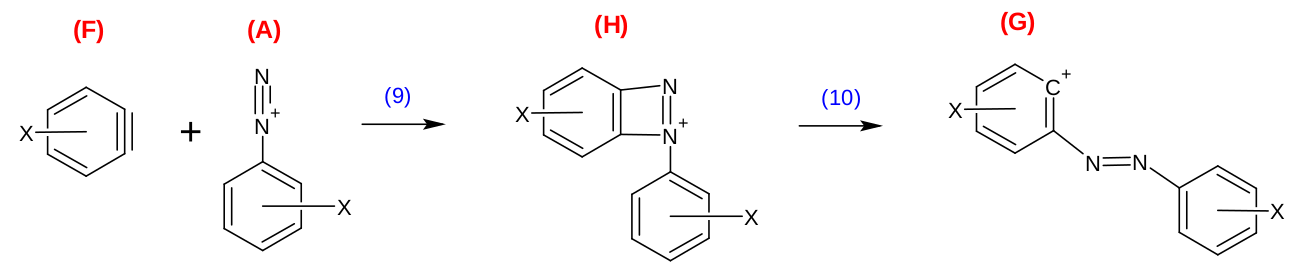 (F) (A) (H) (G)
N
N+
X
+
X
(9)
X
N
N+
X
(10)
C+
X
N
N
X